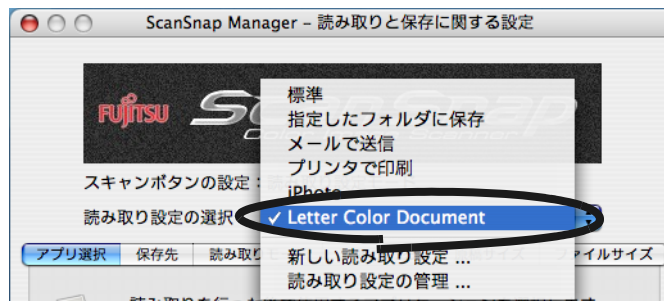 ScanSnap Manager – 読み取りと保存に関する設定
FUJITSU
標準
指定したフォルダに保存
メールで送信
プリンタで印刷
スキャンボタンの設定：
iPhoto
読み取り設定の選択
✓ Letter Color Document
アプリ選択 保存先 読み取り ファイルサイズ
新しい読み取り設定 ...
読み取り設定の管理 ...